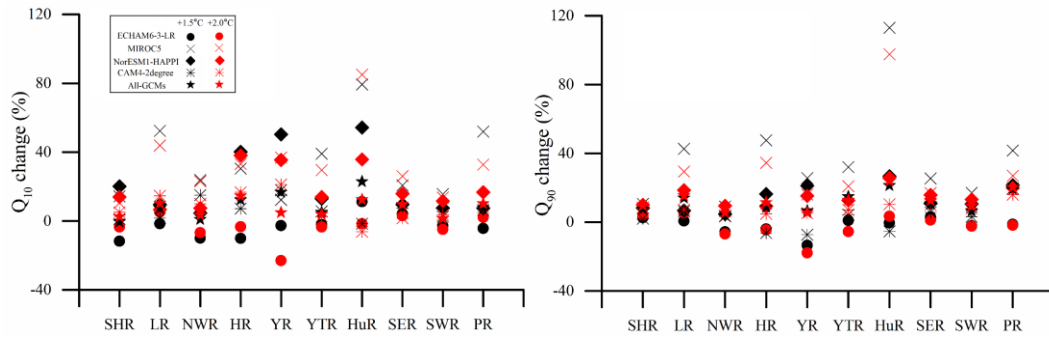 120
80
40
0
-40
Q10 change (%)
+1.5°C +2.0°C
ECHAM6-3-LR
MIROC5
NorESM1-HAPPI
CAM4-2degree
All-GCMs
SHR LR NWR HR YR YTR HuR SER SWR PR
120
80
40
0
-40
Q90 change (%)
SHR LR NWR HR YR YTR HuR SER SWR PR